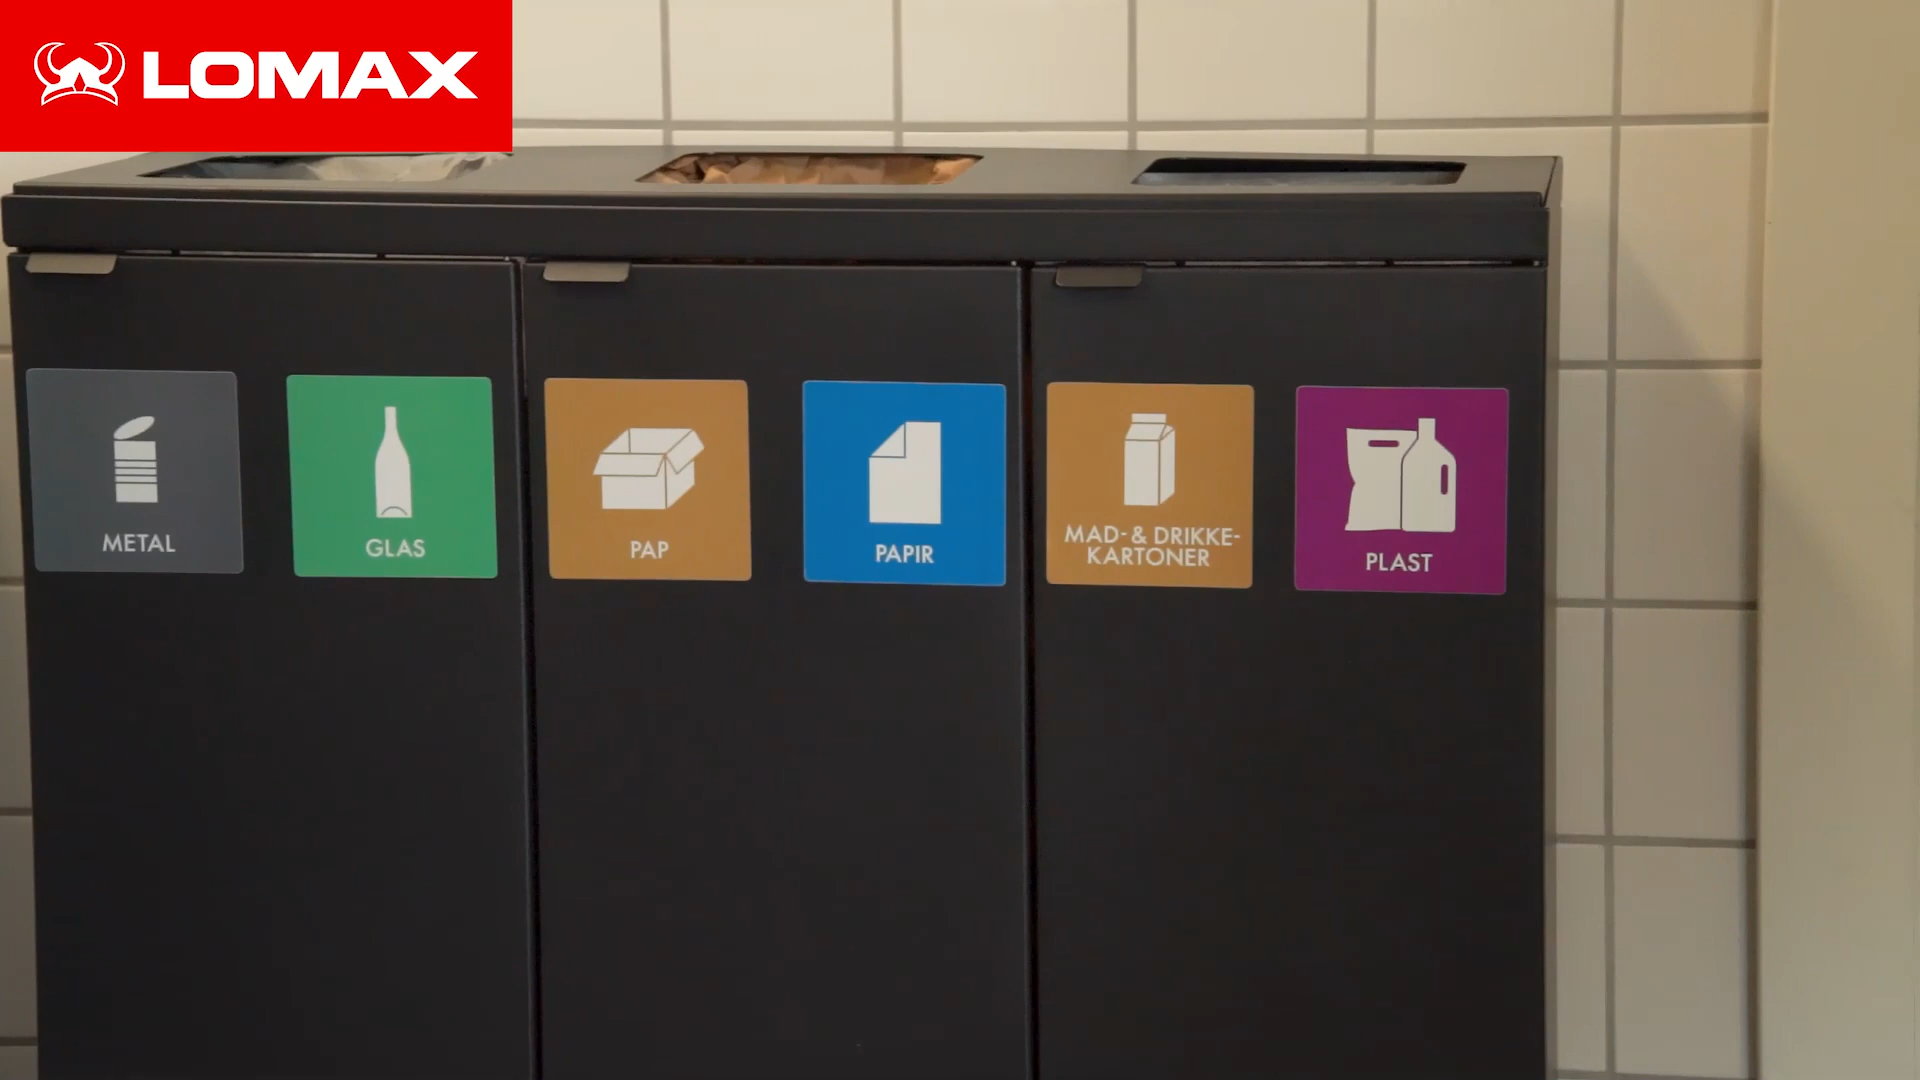 LOMAX
METAL
GLAS
PAP
PAPIR
MAD- & DRIKKE-
KARTONER
PLAST